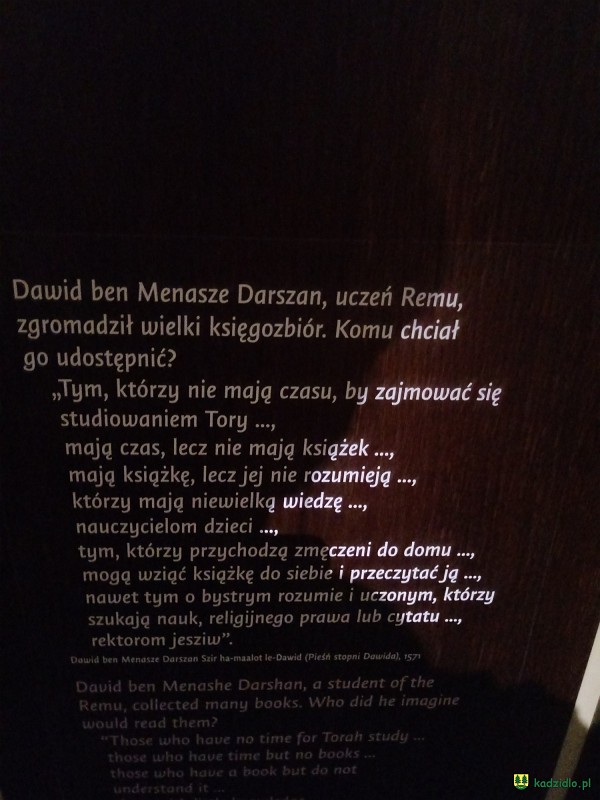 Dawid ben Menasze Darszan, uczeń Remu,
zgromadził wielki księgozbiór. Komu chciał
go udostępnić?
„Tym, którzy nie mają czasu, by zajmować się
studiowaniem Tory ...,
mają czas, lecz nie mają książek ...,
mają książkę, lecz jej nie rozumieją ...,
którzy mają niewielką wiedzę ...,
nauczycielom dzieci ...,
tym, którzy przychodzą zmęczeni do domu ...,
mogą wziąć książkę do siebie i przeczytać ją ...,
nawet tym o bystrym rozumie i uczonym, którzy
szukają nauk, religijnego prawa lub cytatu ...,
rektorom jesziw”.
Dawid ben Menasze Darszan Szir ha-maalot le-Dawid (Pieśń stopni Dawida), 1571
David ben Menashe Darshan, a student of the
Remu, collected many books. Who did he imagine
would read them?
“Those who have no time for Torah study ...
those who have time but no books ...
those who have a book but do not
understand it ...
kadzidlo.pl